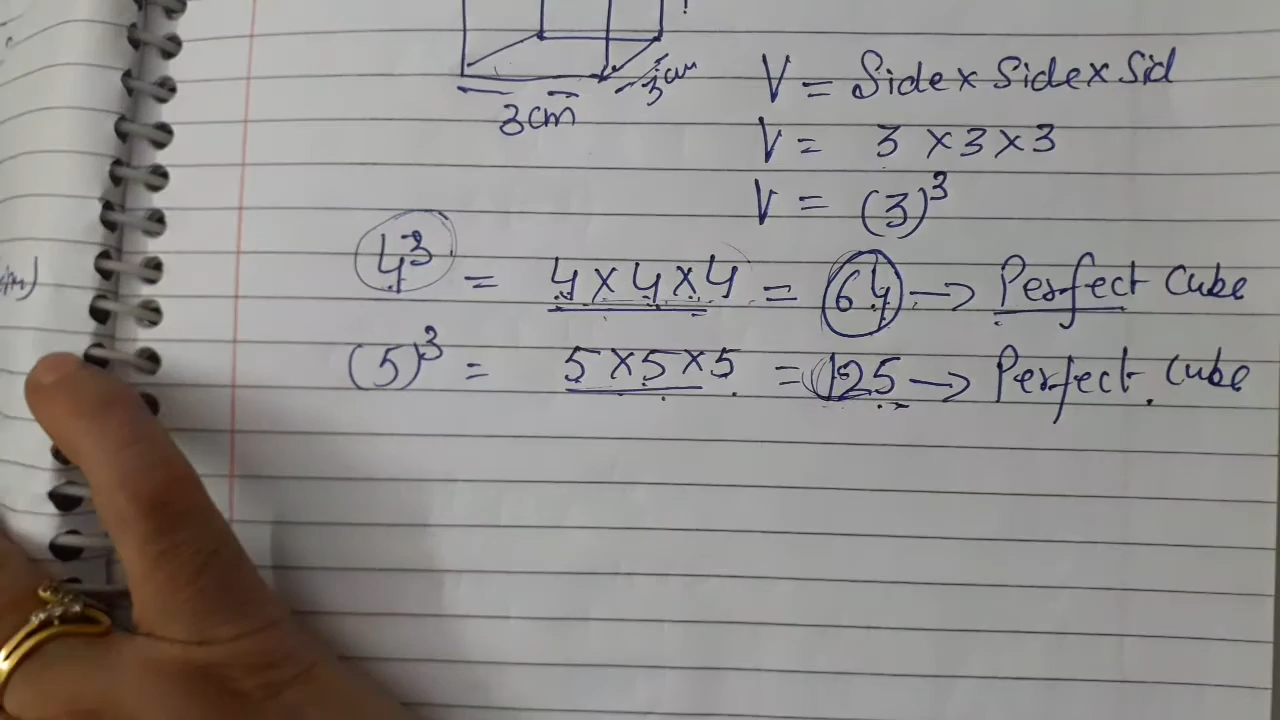 3cm
3cm
V = Side x Side x Sid
V = 3 x 3 x 3
V = (3)³
4³ = 4 x 4 x 4 = 64 → Perfect Cube
(5)³ = 5 x 5 x 5 = 125 → Perfect Cube